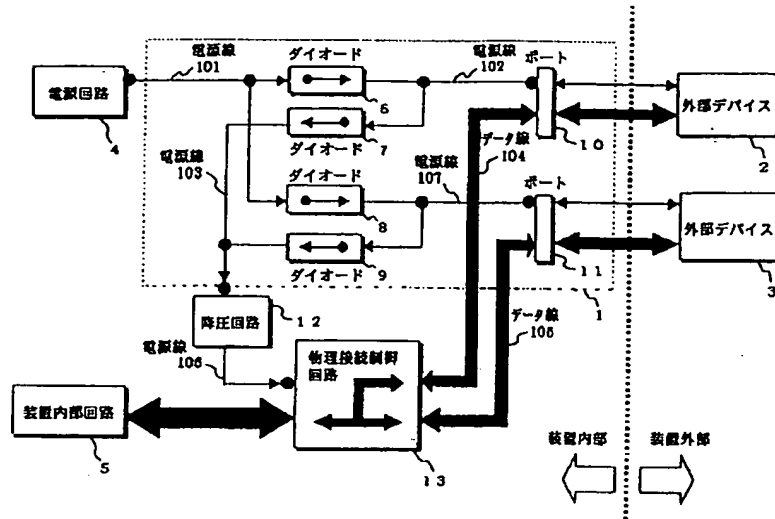 電源回路
4
電源線
101
ダイオード
6
電源線
102
ポート
10
外部デバイス
2
ダイオード
7
電源線
103
データ線
104
ダイオード
8
電源線
107
ポート
11
外部デバイス
3
ダイオード
9
1
降圧回路
12
電源線
106
物理接続制御
回路
13
データ線
105
装置内部回路
5
装置内部
装置外部